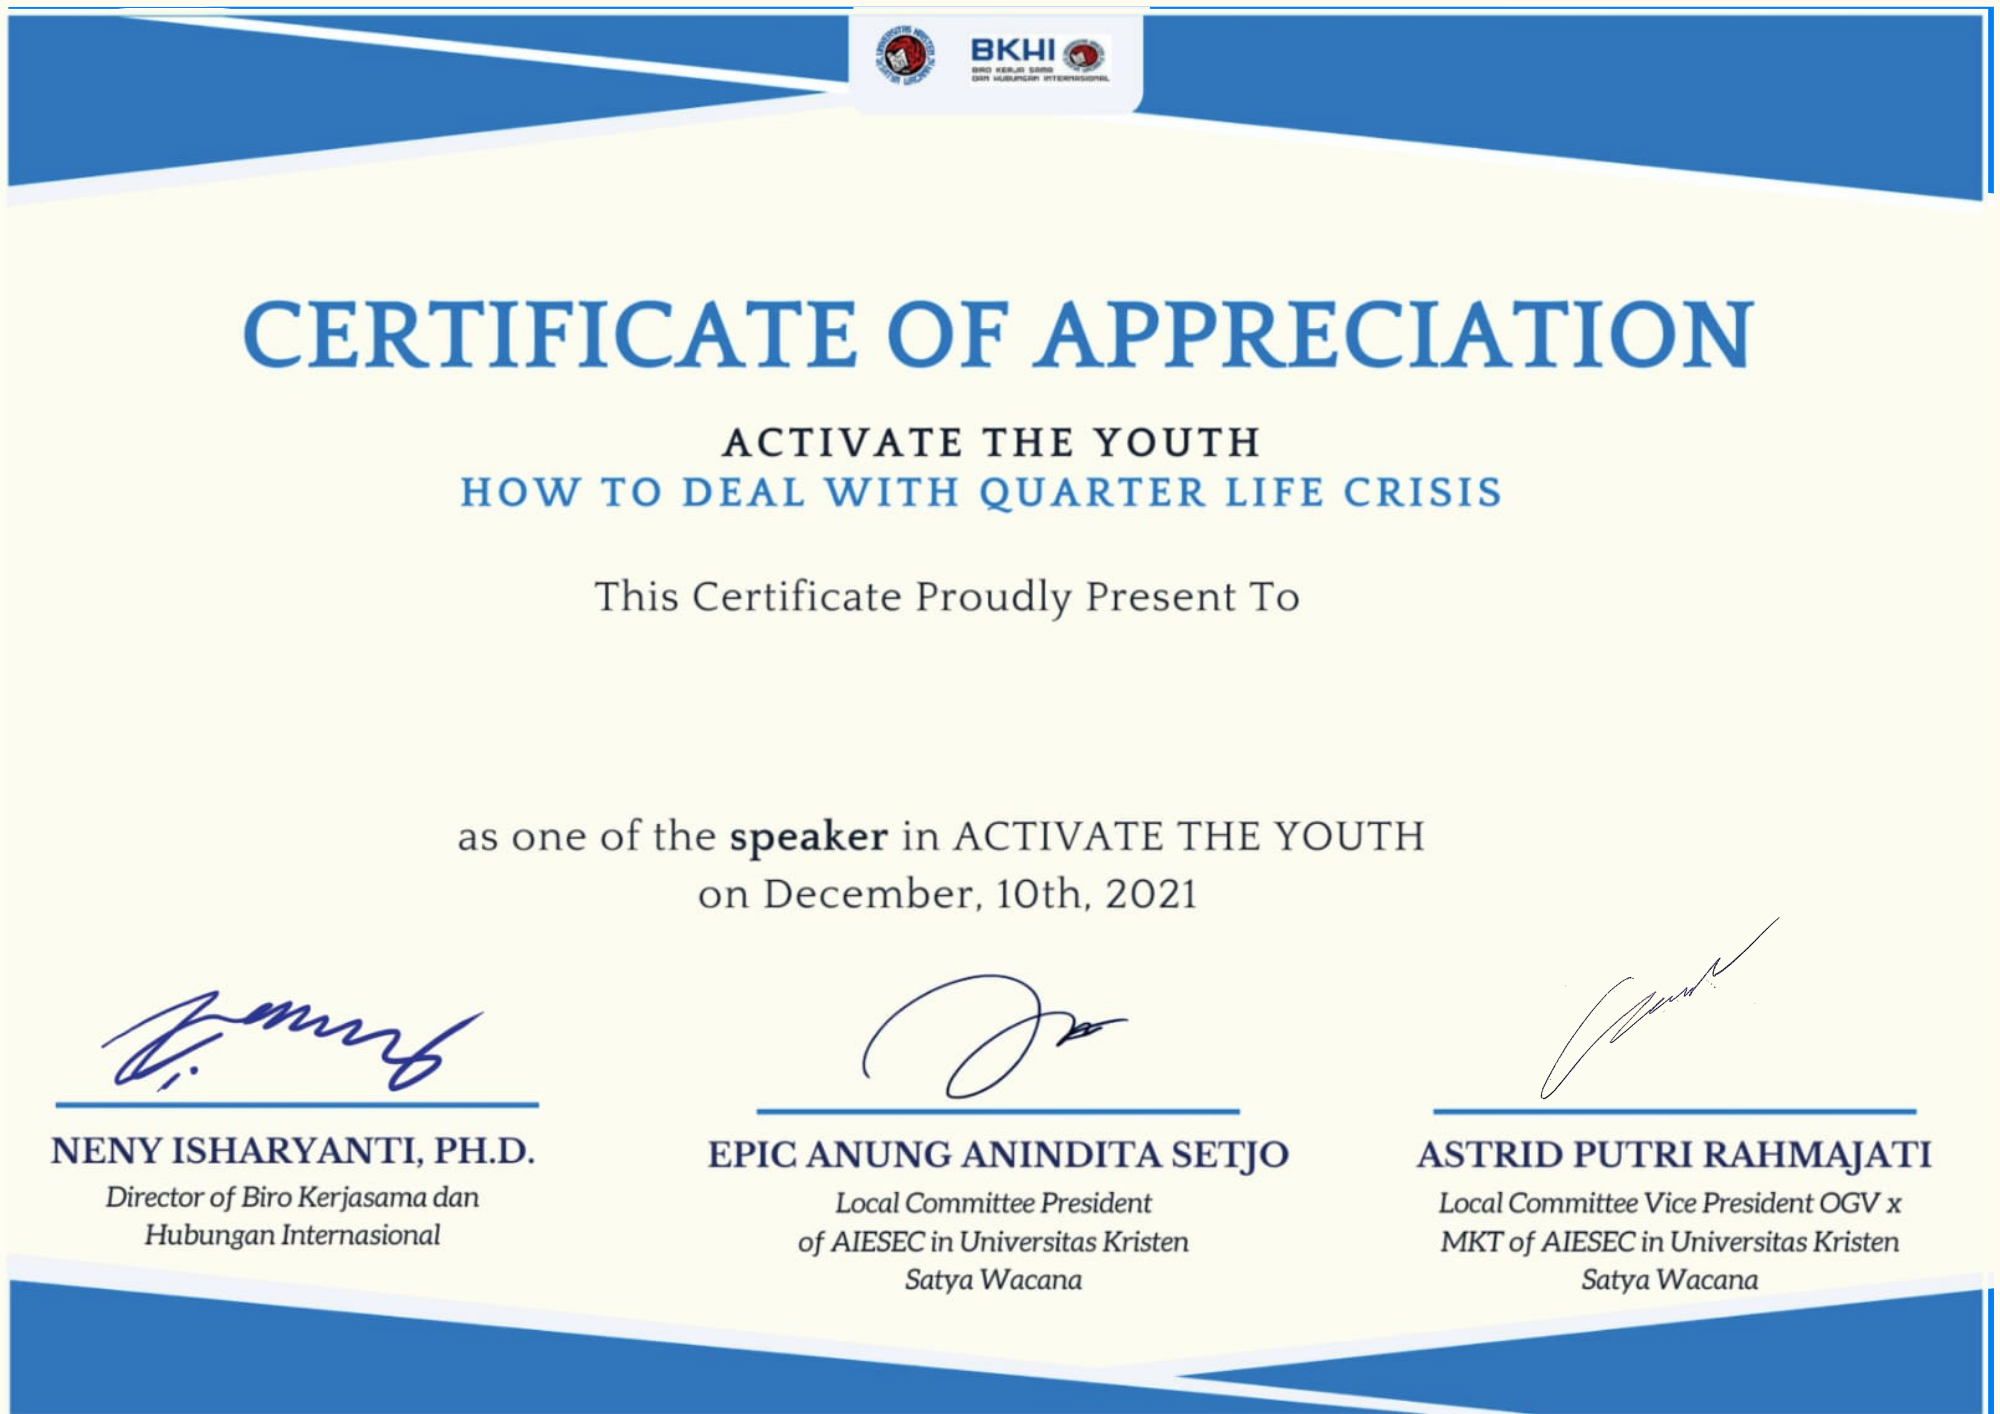 UNIVERSITAS KRISTEN SATYA WACANA
BKHI
BIRO KERJA SAMA
DAN HUBUNGAN INTERNASIONAL
CERTIFICATE OF APPRECIATION
ACTIVATE THE YOUTH
HOW TO DEAL WITH QUARTER LIFE CRISIS
This Certificate Proudly Present To
as one of the speaker in ACTIVATE THE YOUTH
on December, 10th, 2021
NENY ISHARYANTI, PH.D.
Director of Biro Kerjasama dan
Hubungan Internasional
EPIC ANUNG ANINDITA SETJO
Local Committee President
of AIESEC in Universitas Kristen
Satya Wacana
ASTRID PUTRI RAHMAJATI
Local Committee Vice President OGV x
MKT of AIESEC in Universitas Kristen
Satya Wacana